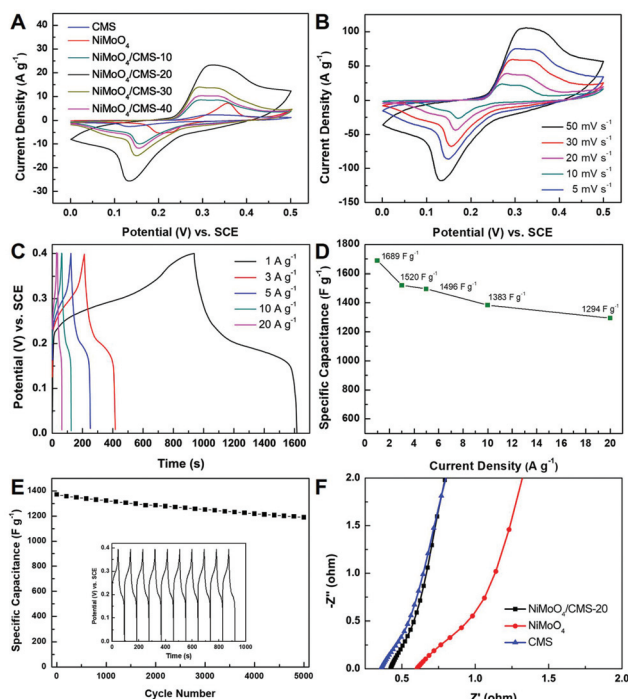 A
CMS
NiMoO4
NiMoO4/CMS-10
NiMoO4/CMS-20
NiMoO4/CMS-30
NiMoO4/CMS-40
Current Density (A g-1)
40
30
20
10
0
-10
-20
-30
0.0 0.1 0.2 0.3 0.4 0.5
Potential (V) vs. SCE
B
50 mV s-1
30 mV s-1
20 mV s-1
10 mV s-1
5 mV s-1
Current Density (A g-1)
100
50
0
-50
-100
-150
0.0 0.1 0.2 0.3 0.4 0.5
Potential (V) vs. SCE
C
1 A g-1
3 A g-1
5 A g-1
10 A g-1
20 A g-1
Potential (V) vs. SCE
0.4
0.3
0.2
0.1
0.0
0 200 400 600 800 1000 1200 1400 1600
Time (s)
D
1689 F g-1
1520 F g-1
1496 F g-1
1383 F g-1
1294 F g-1
Specific Capacitance (F g-1)
1800
1600
1400
1200
1000
800
600
0 2 4 6 8 10 12 14 16 18 20
Current Density (A g-1)
E
Specific Capacitance (F g-1)
1400
1200
1000
800
600
400
200
0
0 1000 2000 3000 4000 5000
Cycle Number
Potential (V) vs. SCE
0.4
0.3
0.2
0.1
0.0
0 200 400 600 800 1000
Time (s)
F
NiMoO4/CMS-20
NiMoO4
CMS
-Z'' (ohm)
-2.0
2.0
1.5
1.0
0.5
0.0
0.5 1.0 1.5 2.0
Z' (ohm)